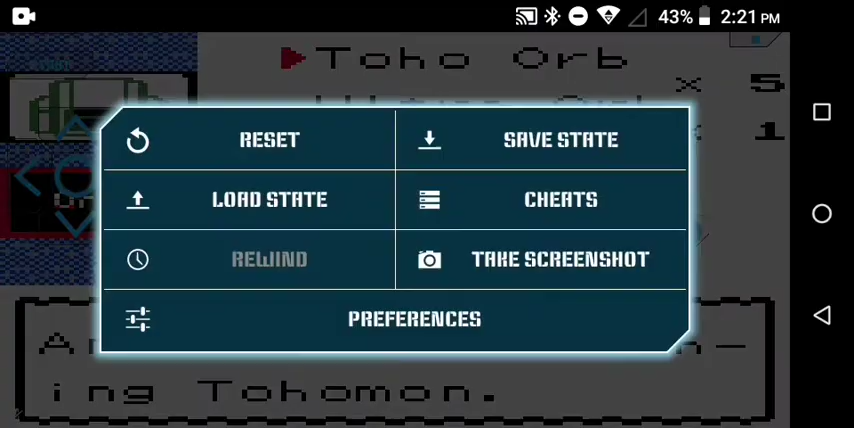 43% 2:21 PM
Toho Orb
× 5
1
RESET
SAVE STATE
LOAD STATE
CHEATS
REWIND
TAKE SCREENSHOT
PREFERENCES
ing Tohomon.